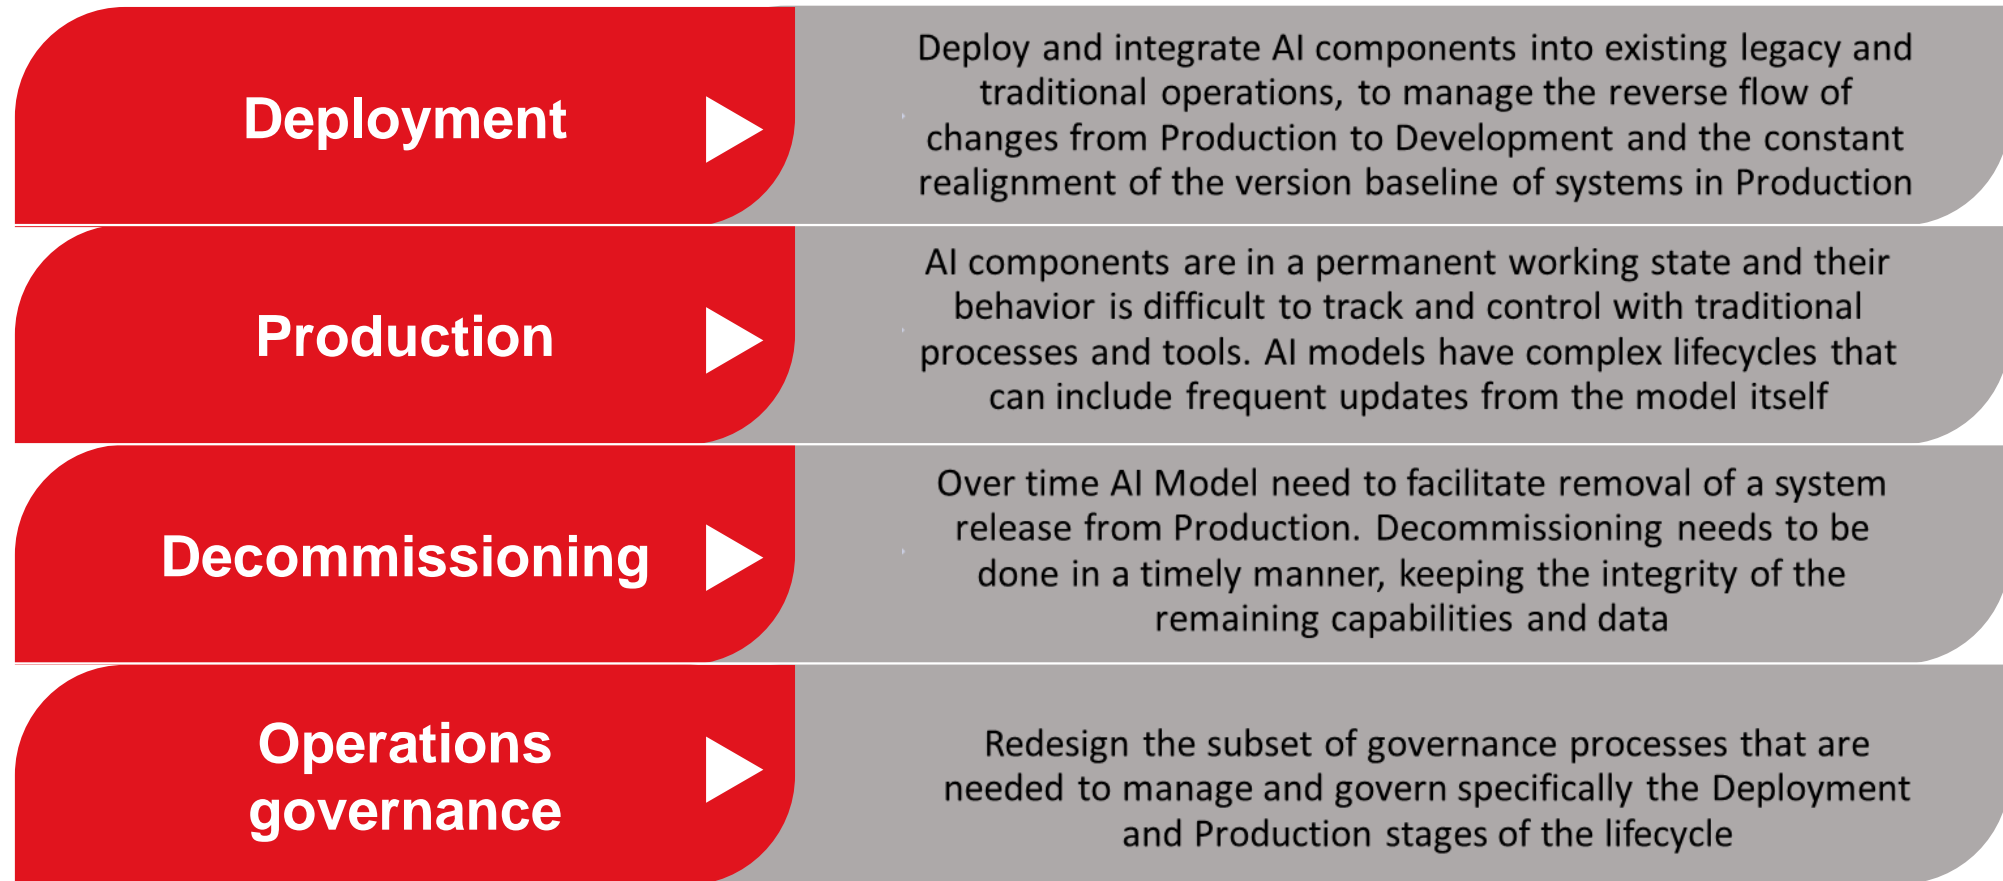 Deployment
Deploy and integrate AI components into existing legacy and
traditional operations, to manage the reverse flow of
changes from Production to Development and the constant
realignment of the version baseline of systems in Production
Production
AI components are in a permanent working state and their
behavior is difficult to track and control with traditional
processes and tools. AI models have complex lifecycles that
can include frequent updates from the model itself
Decommissioning
Over time AI Model need to facilitate removal of a system
release from Production. Decommissioning needs to be
done in a timely manner, keeping the integrity of the
remaining capabilities and data
Operations
governance
Redesign the subset of governance processes that are
needed to manage and govern specifically the Deployment
and Production stages of the lifecycle